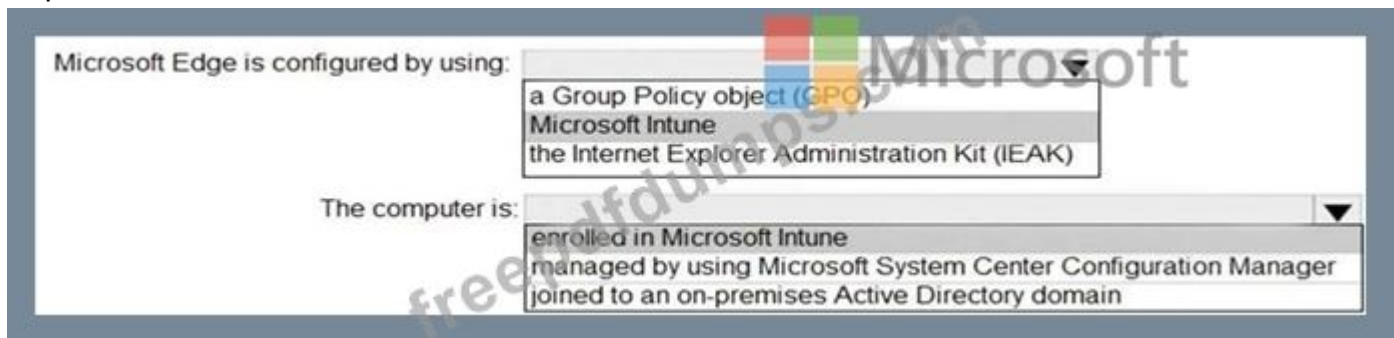 Microsoft
Microsoft Edge is configured by using:
a Group Policy object (GPO)
Microsoft Intune
the Internet Explorer Administration Kit (IEAK)
The computer is:
enrolled in Microsoft Intune
managed by using Microsoft System Center Configuration Manager
joined to an on-premises Active Directory domain
freepdfdumps.com